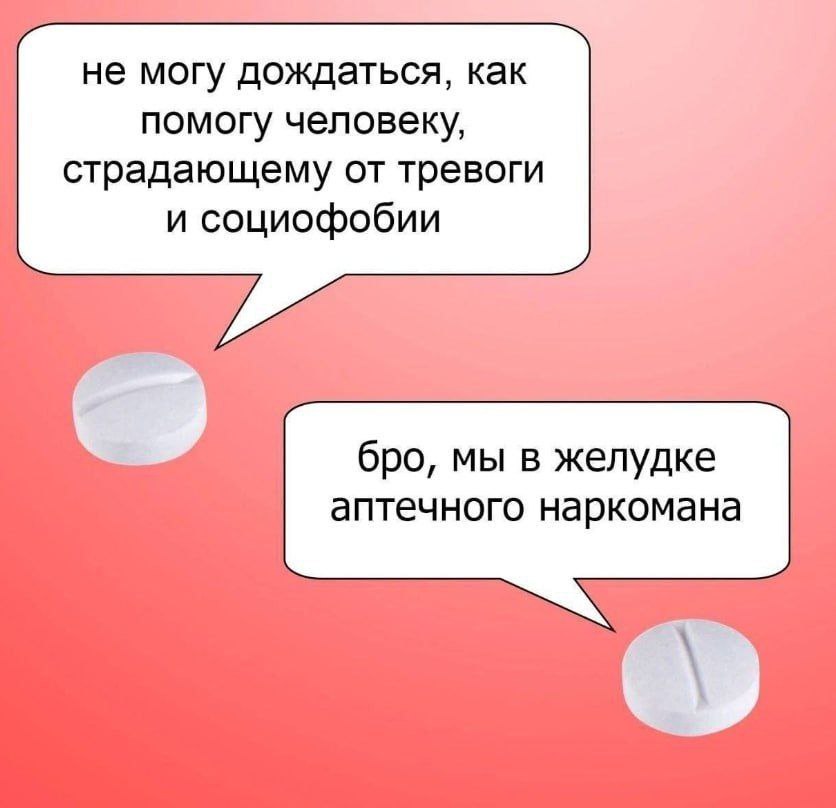 не могу дождаться, как
помогу человеку,
страдающему от тревоги
и социофобии
бро, мы в желудке
аптечного наркомана